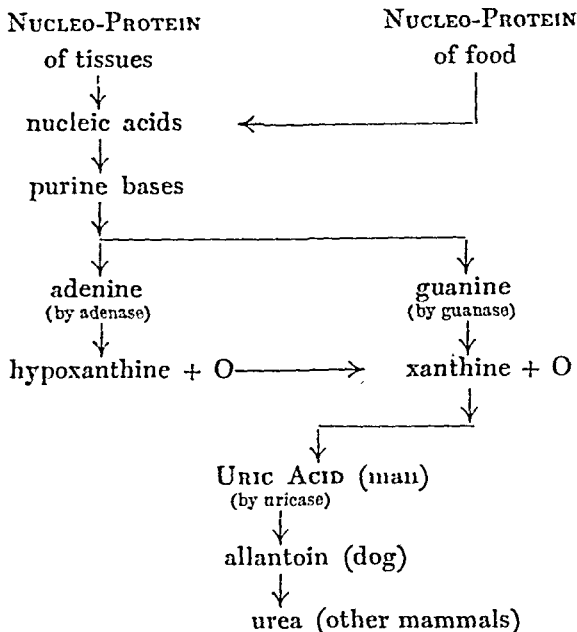 NUCLEO-PROTEIN
of tissues
NUCLEO-PROTEIN
of food
nucleic acids
purine bases
adenine
(by adenase)
guanine
(by guanase)
hypoxanthine + O
xanthine + O
URIC ACID (man)
(by uricase)
allantoin (dog)
urea (other mammals)